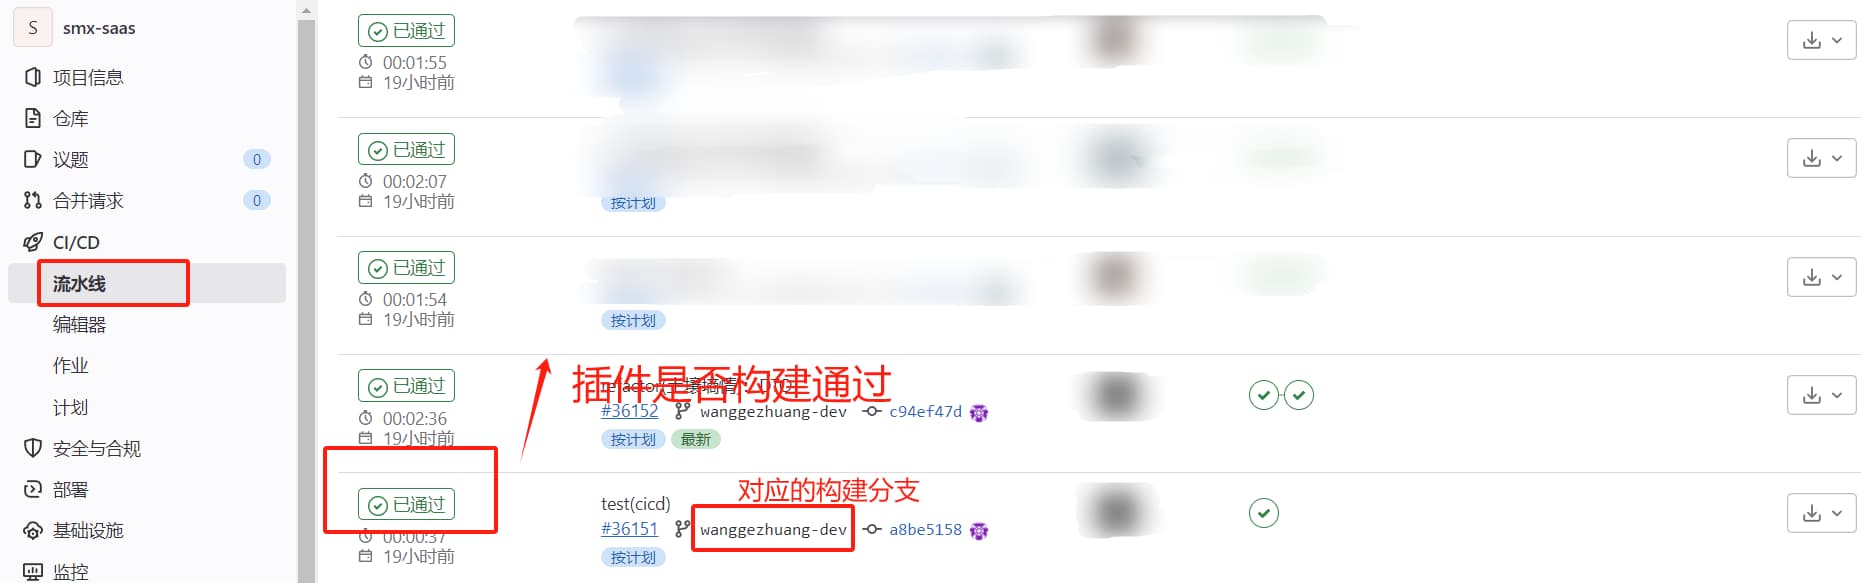 S smx-saas
项目信息
仓库
议题 0
合并请求 0
CI/CD
流水线
编辑器
作业
计划
安全与合规
部署
基础设施
监控
已通过
00:01:55
19小时前
已通过
00:02:07
19小时前
按计划
已通过
00:01:54
19小时前
按计划
已通过
插件是否构建通过
00:02:36
#36152 wanggezhuang-dev c94ef47d
19小时前
按计划 最新
对应的构建分支
已通过
test(cicd)
00:00:37
#36151 wanggezhuang-dev a8be5158
19小时前
按计划